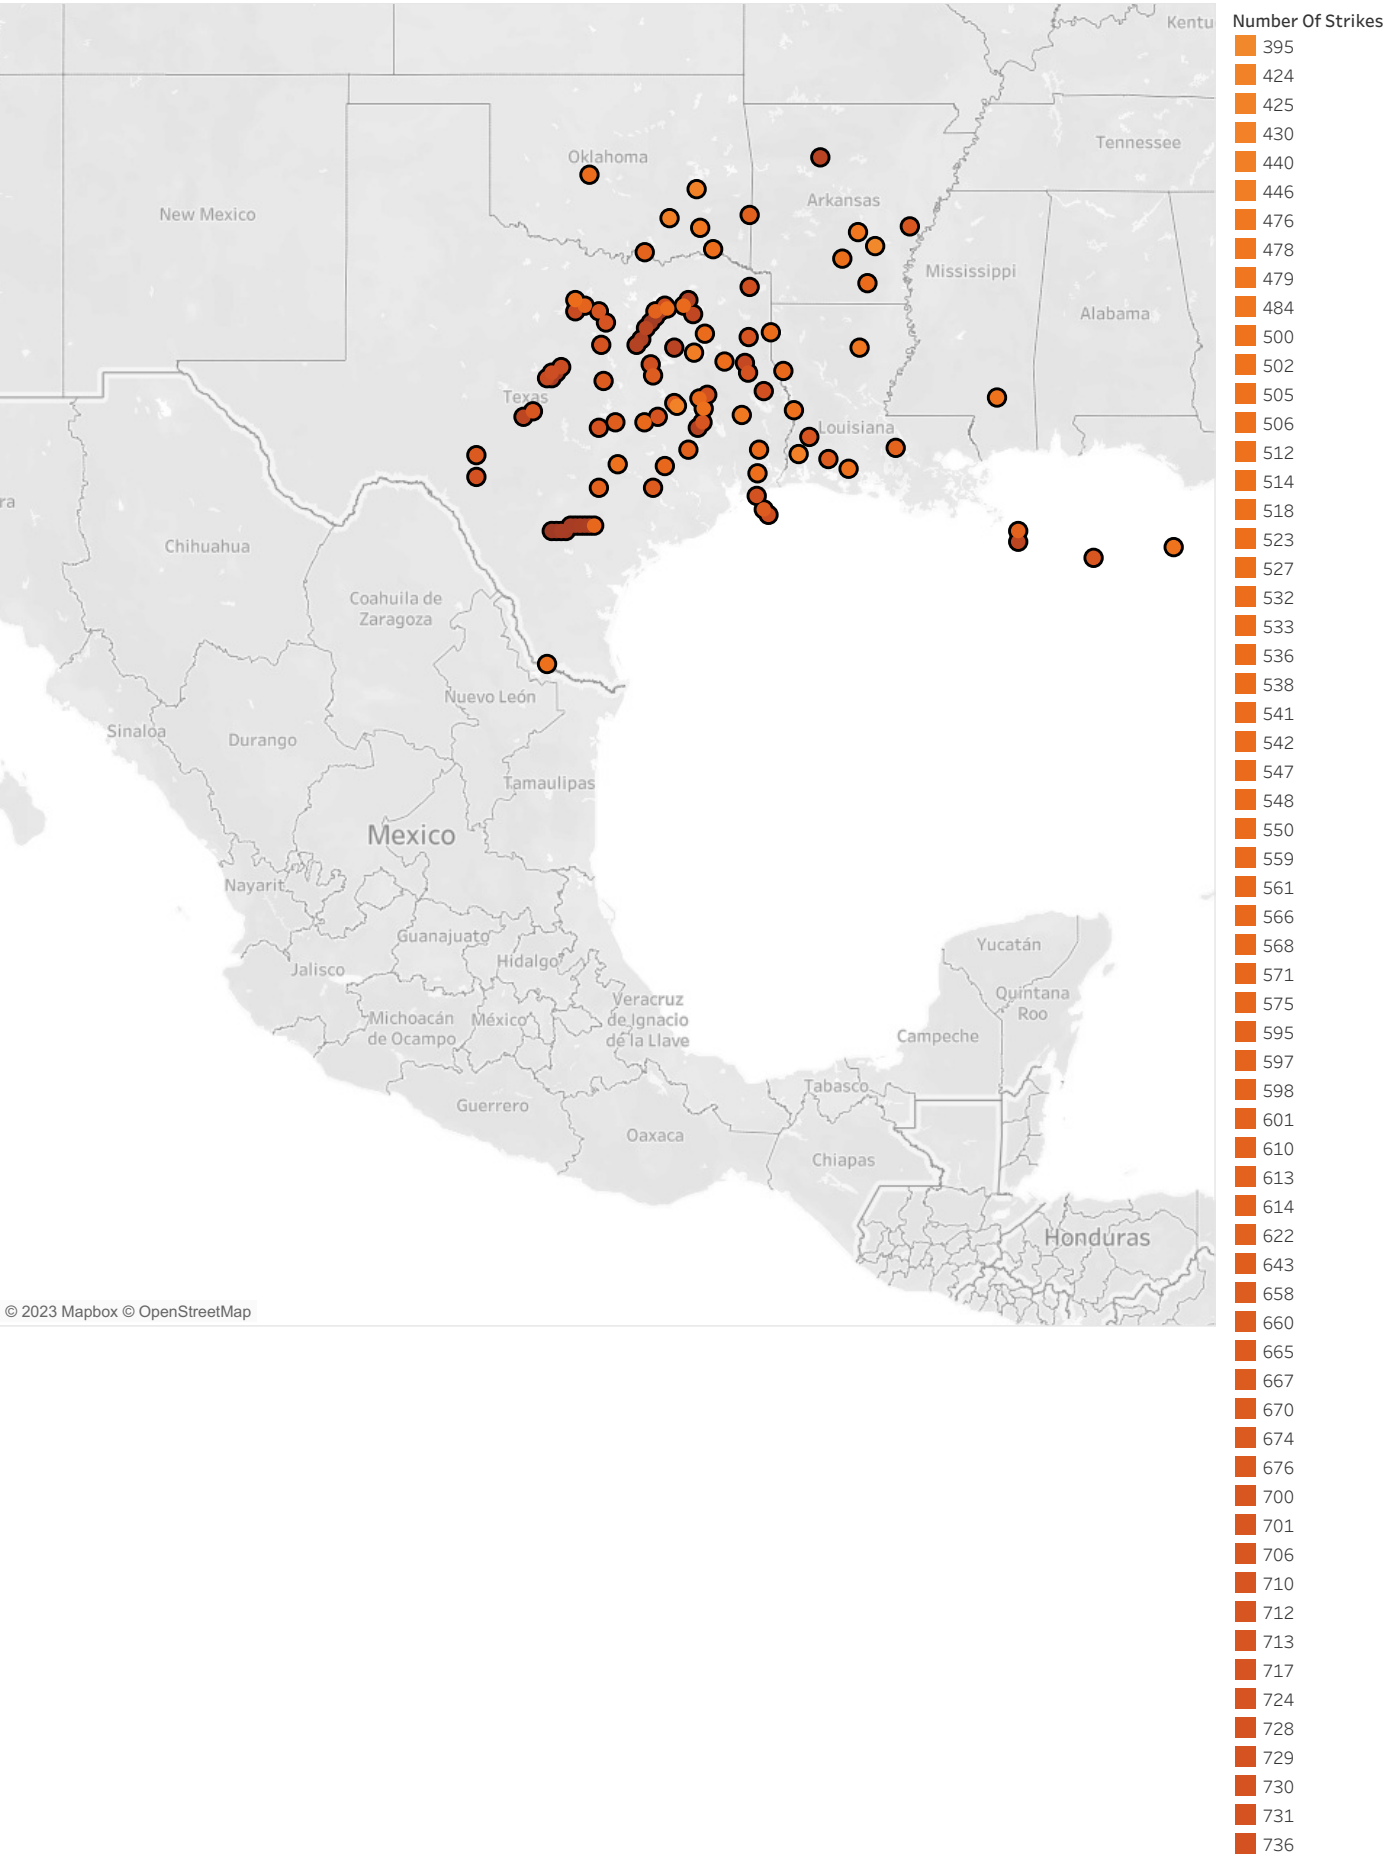 Kentu
Oklahoma
Tennessee
Arkansas
New Mexico
Mississippi
Alabama
Texas
Louisiana
ra
Chihuahua
Coahuila de
Zaragoza
Nuevo León
Sinaloa
Durango
Tamaulipas
Mexico
Nayarit
Guanajuato
Yucatán
Hidalgo
Jalisco
Quintana
Roo
Veracruz
de Ignacio
de la Llave
Michoacán
de Ocampo
México
Campeche
Tabasco
Guerrero
Oaxaca
Chiapas
Honduras
© 2023 Mapbox © OpenStreetMap
Number Of Strikes
395
424
425
430
440
446
476
478
479
484
500
502
505
506
512
514
518
523
527
532
533
536
538
541
542
547
548
550
559
561
566
568
571
575
595
597
598
601
610
613
614
622
643
658
660
665
667
670
674
676
700
701
706
710
712
713
717
724
728
729
730
731
736